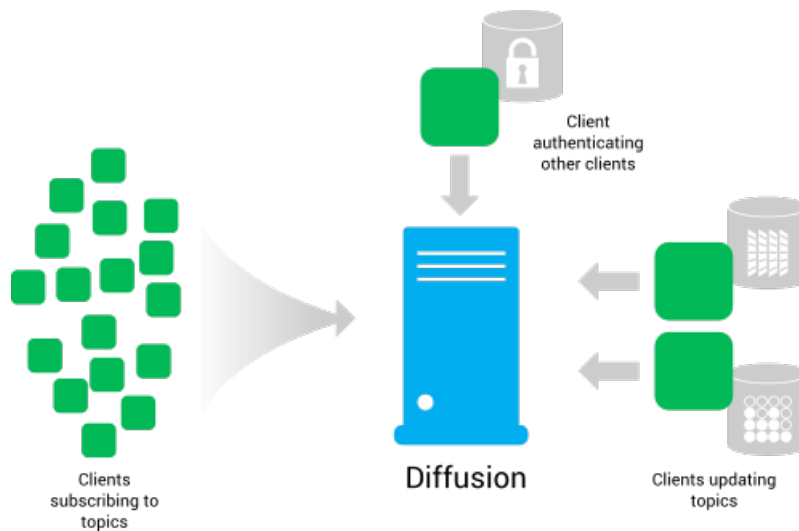 Client
authenticating
other clients
Diffusion
Clients
subscribing to
topics
Clients updating
topics